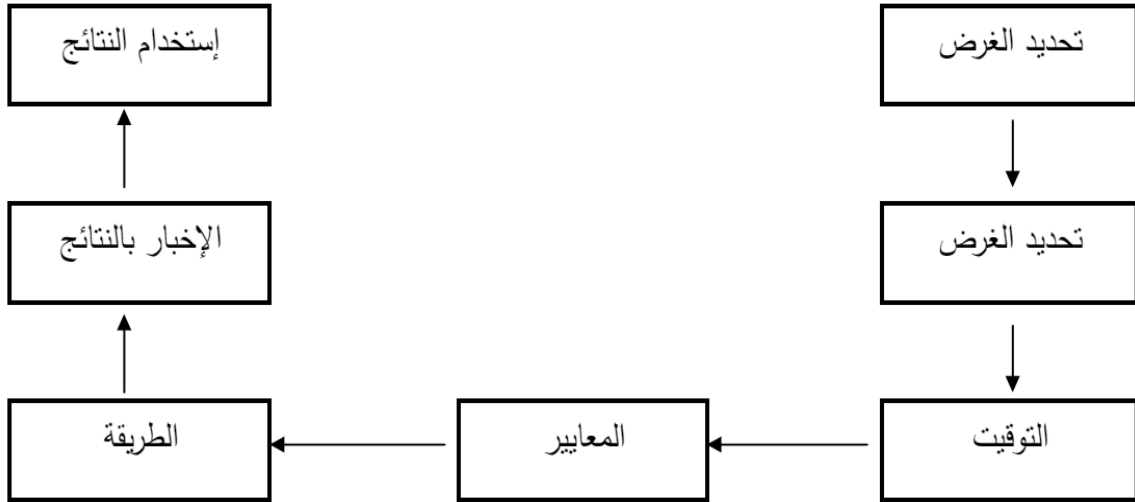 تحديد الغرض
إستخدام النتائج
تحديد الغرض
الإخبار بالنتائج
التوقيت
المعايير
الطريقة